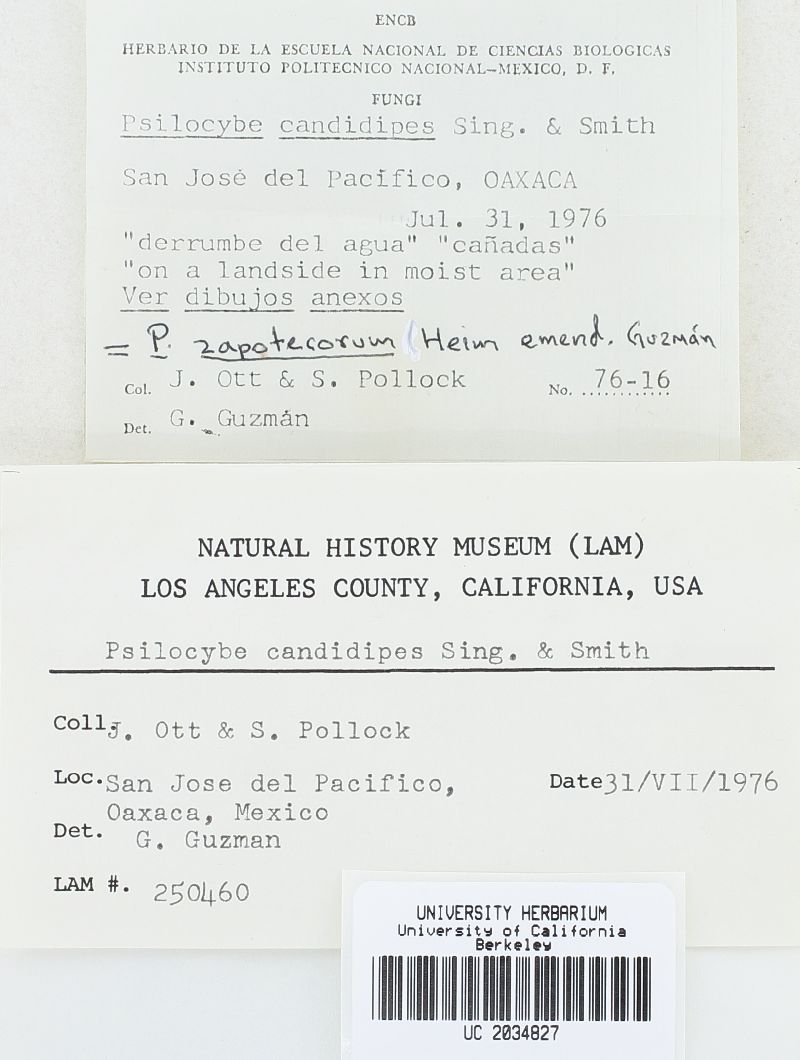 ENCB
HERBARIO DE LA ESCUELA NACIONAL DE CIENCIAS BIOLOGICAS
INSTITUTO POLITECNICO NACIONAL-MEXICO, D. F.
FUNGI
Psilocybe candidipes Sing. & Smith
San José del Pacífico, OAXACA
Jul. 31, 1976
"derrumbe del agua" "cañadas"
"on a landside in moist area"
Ver dibujos anexos
= P. zapotecorum (Heim emend. Guzmán
Col. J. Ott & S. Pollock No. 76-16
Det. G. Guzmán
NATURAL HISTORY MUSEUM (LAM)
LOS ANGELES COUNTY, CALIFORNIA, USA
Psilocybe candidipes Sing. & Smith
Coll. J. Ott & S. Pollock
Loc. San Jose del Pacifico, Date 31/VII/1976
Oaxaca, Mexico
Det. G. Guzman
LAM #. 250460
UNIVERSITY HERBARIUM
University of California
Berkeley
UC 2034827